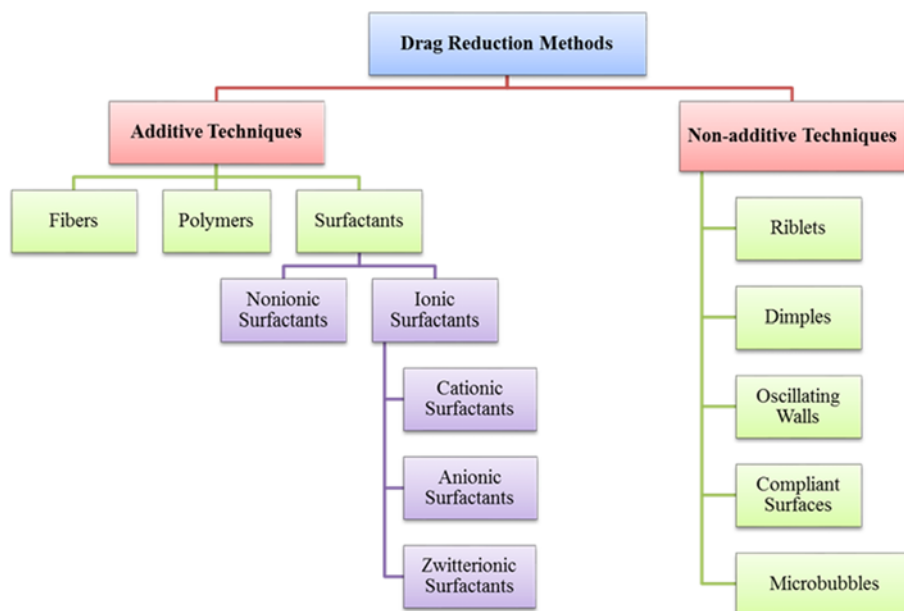 Drag Reduction Methods
Additive Techniques
Non-additive Techniques
Fibers
Polymers
Surfactants
Nonionic
Surfactants
Ionic
Surfactants
Cationic
Surfactants
Anionic
Surfactants
Zwitterionic
Surfactants
Riblets
Dimples
Oscillating
Walls
Compliant
Surfaces
Microbubbles